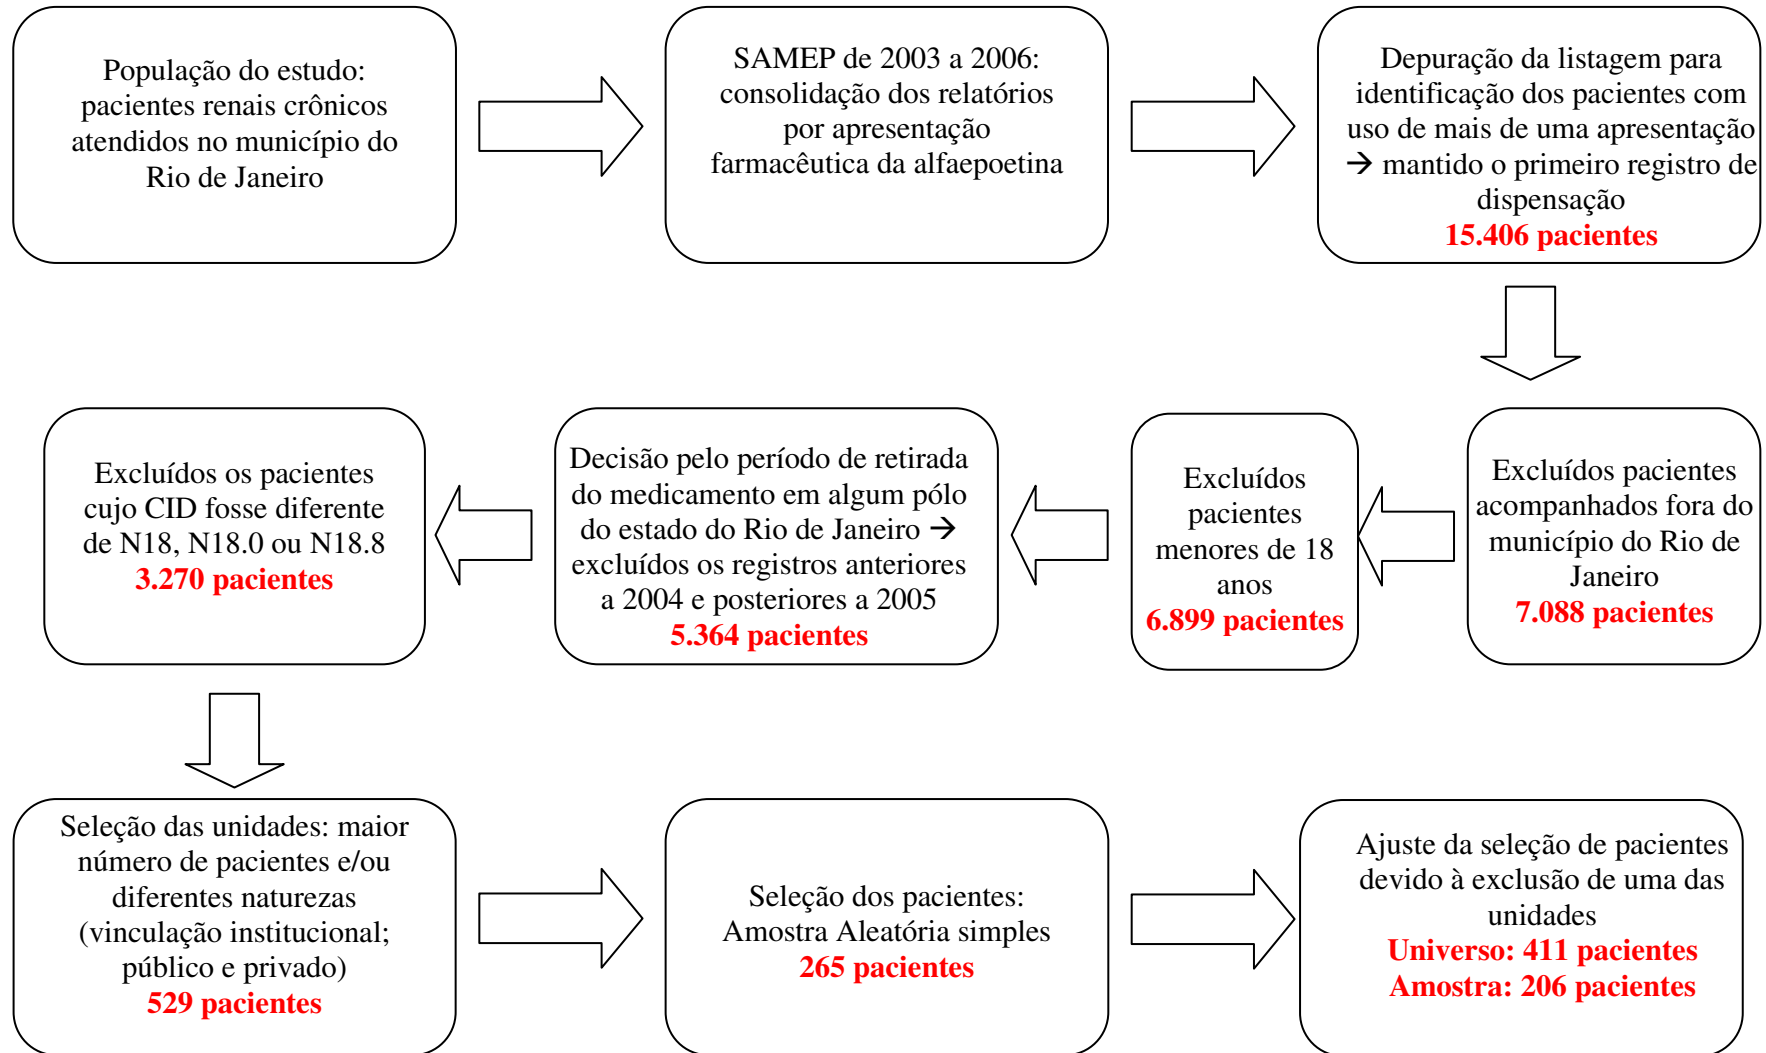 População do estudo:
pacientes renais crônicos
atendidos no município do
Rio de Janeiro
SAMEP de 2003 a 2006:
consolidação dos relatórios
por apresentação
farmacêutica da alfaepoetina
Depuração da listagem para
identificação dos pacientes com
uso de mais de uma apresentação
→ mantido o primeiro registro de
dispensação
15.406 pacientes
Excluídos pacientes
acompanhados fora do
município do Rio de
Janeiro
7.088 pacientes
Excluídos
pacientes
menores de 18
anos
6.899 pacientes
Decisão pelo período de retirada
do medicamento em algum pólo
do estado do Rio de Janeiro →
excluídos os registros anteriores
a 2004 e posteriores a 2005
5.364 pacientes
Excluídos os pacientes
cujo CID fosse diferente
de N18, N18.0 ou N18.8
3.270 pacientes
Seleção das unidades: maior
número de pacientes e/ou
diferentes naturezas
(vinculação institucional;
público e privado)
529 pacientes
Seleção dos pacientes:
Amostra Aleatória simples
265 pacientes
Ajuste da seleção de pacientes
devido à exclusão de uma das
unidades
Universo: 411 pacientes
Amostra: 206 pacientes